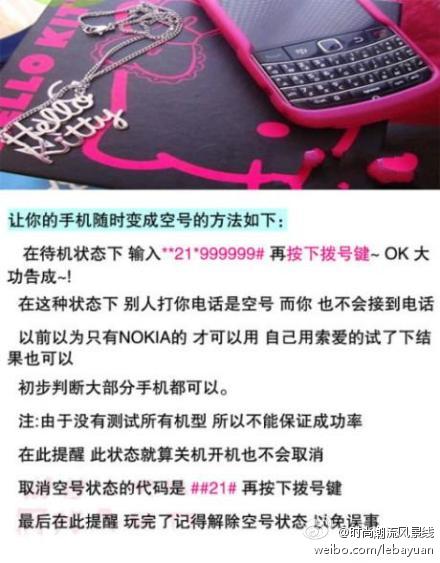 HELLO KITTY
Hello
Kitty
让你的手机随时变成空号的方法如下：
在待机状态下 输入**21*999999# 再按下拨号键~ OK 大
功告成~!
在这种状态下 别人打你电话是空号 而你 也不会接到电话
以前以为只有NOKIA的 才可以用 自己用索爱的试了下结
果也可以
初步判断大部分手机都可以。
注:由于没有测试所有机型 所以不能保证成功率
在此提醒 此状态就算关机开机也不会取消
取消空号状态的代码是 ##21# 再按下拨号键
最后在此提醒 玩完了记得解除空号状态 以免误事
@时尚潮流风景线
weibo.com/lebayuan